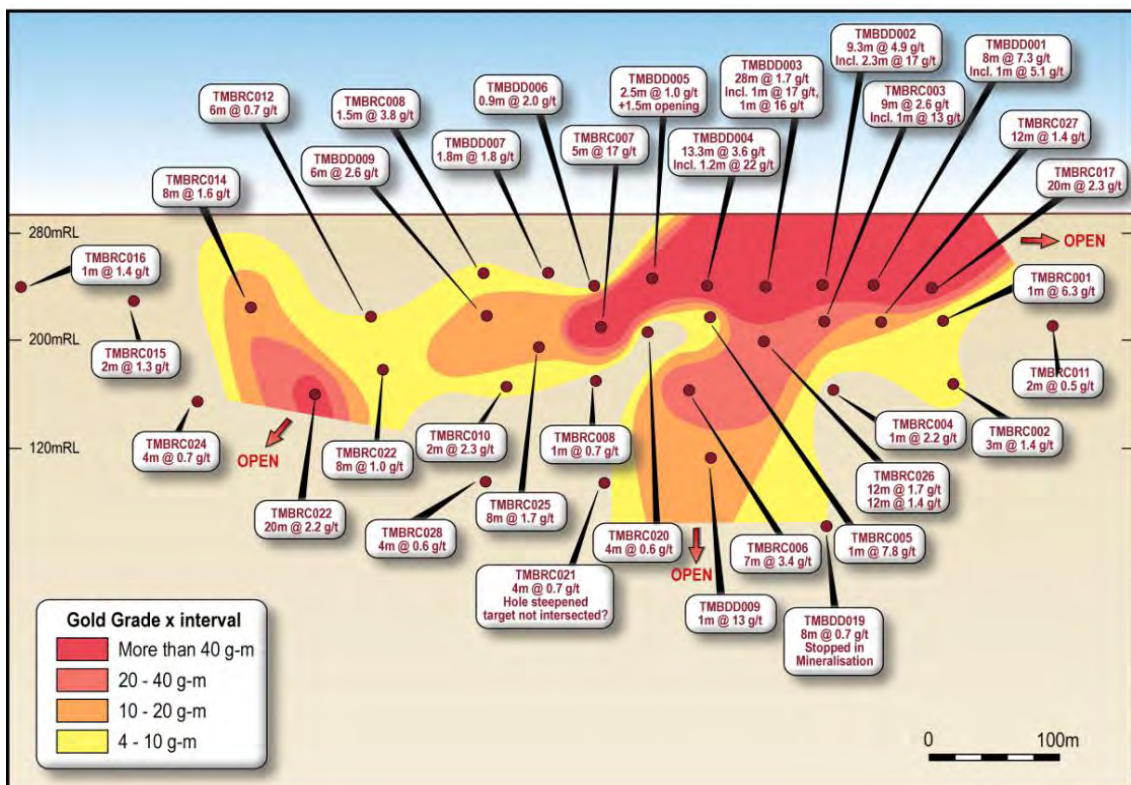 TMBDD002
9.3m @ 4.9 g/t
Incl. 2.3m @ 17 g/t
TMBDD001
8m @ 7.3 g/t
Incl. 1m @ 5.1 g/t
TMBDD003
28m @ 1.7 g/t
Incl. 1m @ 17 g/t,
1m @ 16 g/t
TMBDD005
2.5m @ 1.0 g/t
+1.5m opening
TMBDD006
0.9m @ 2.0 g/t
TMBRC008
1.5m @ 3.8 g/t
TMBRC012
6m @ 0.7 g/t
TMBRC003
9m @ 2.6 g/t
Incl. 1m @ 13 g/t
TMBRC027
12m @ 1.4 g/t
TMBDD007
1.8m @ 1.8 g/t
TMBRC007
5m @ 17 g/t
TMBDD004
13.3m @ 3.6 g/t
Incl. 1.2m @ 22 g/t
TMBDD009
6m @ 2.6 g/t
TMBRC017
20m @ 2.3 g/t
TMBRC014
8m @ 1.6 g/t
280mRL
OPEN
TMBRC016
1m @ 1.4 g/t
TMBRC001
1m @ 6.3 g/t
200mRL
TMBRC015
2m @ 1.3 g/t
TMBRC011
2m @ 0.5 g/t
TMBRC024
4m @ 0.7 g/t
120mRL
OPEN
TMBRC022
8m @ 1.0 g/t
TMBRC010
2m @ 2.3 g/t
TMBRC008
1m @ 0.7 g/t
TMBRC004
1m @ 2.2 g/t
TMBRC002
3m @ 1.4 g/t
TMBRC022
20m @ 2.2 g/t
TMBRC025
8m @ 1.7 g/t
TMBRC026
12m @ 1.7 g/t
12m @ 1.4 g/t
TMBRC028
4m @ 0.6 g/t
TMBRC020
4m @ 0.6 g/t
TMBRC006
7m @ 3.4 g/t
TMBRC005
1m @ 7.8 g/t
OPEN
TMBRC021
4m @ 0.7 g/t
Hole steepened
target not intersected?
TMBDD009
1m @ 13 g/t
TMBDD019
8m @ 0.7 g/t
Stopped in
Mineralisation
Gold Grade x interval
More than 40 g-m
20 - 40 g-m
10 - 20 g-m
4 - 10 g-m
0 100m